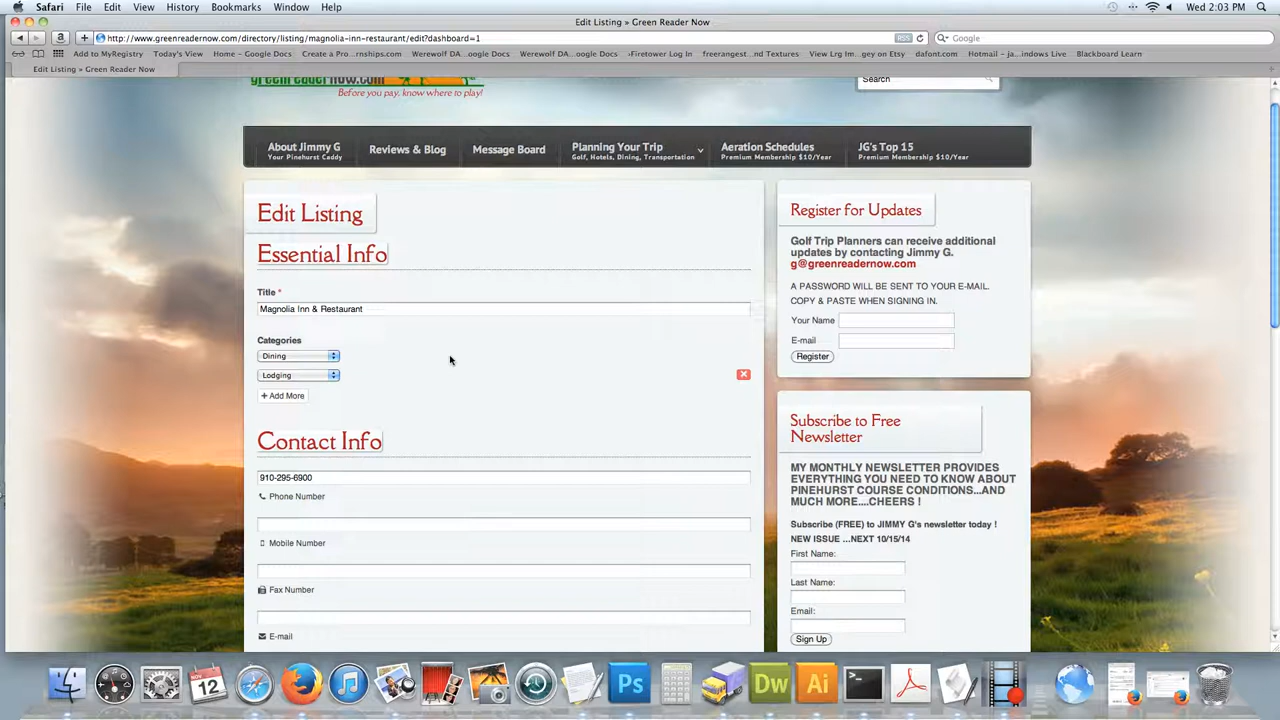 Safari File Edit View History Bookmarks Window Help Wed 2:03 PM
Edit Listing » Green Reader Now
http://www.greenreadernow.com/directory/listing/magnolia-inn-restaurant/edit?dashboard=1 RSS Google
Add to MyRegistry Today's View Home - Google Docs Create a Pro...rnships.com Werewolf DA...oogle Docs Werewolf DA...oogle Docs ‹Firetower Log In freerangest...nd Textures View Lrg Im...gey on Etsy dafont.com Hotmail – ja...indows Live Blackboard Learn
Edit Listing » Green Reader Now
greenreadernow.com
Before you pay, know where to play!
Search
About Jimmy G Reviews & Blog Message Board Planning Your Trip Aeration Schedules JG's Top 15
Your Pinehurst Caddy Golf, Hotels, Dining, Transportation Premium Membership $10/Year Premium Membership $10/Year
Edit Listing
Essential Info
Title *
Magnolia Inn & Restaurant
Categories
Dining
Lodging
+ Add More
Contact Info
910-295-6900
Phone Number
Mobile Number
Fax Number
E-mail
Register for Updates
Golf Trip Planners can receive additional
updates by contacting Jimmy G.
g@greenreadernow.com
A PASSWORD WILL BE SENT TO YOUR E-MAIL.
COPY & PASTE WHEN SIGNING IN.
Your Name
E-mail
Register
Subscribe to Free
Newsletter
MY MONTHLY NEWSLETTER PROVIDES
EVERYTHING YOU NEED TO KNOW ABOUT
PINEHURST COURSE CONDITIONS...AND
MUCH MORE....CHEERS !
Subscribe (FREE) to JIMMY G's newsletter today !
NEW ISSUE ...NEXT 10/15/14
First Name:
Last Name:
Email:
Sign Up
NOV
12
Ps Dw Ai